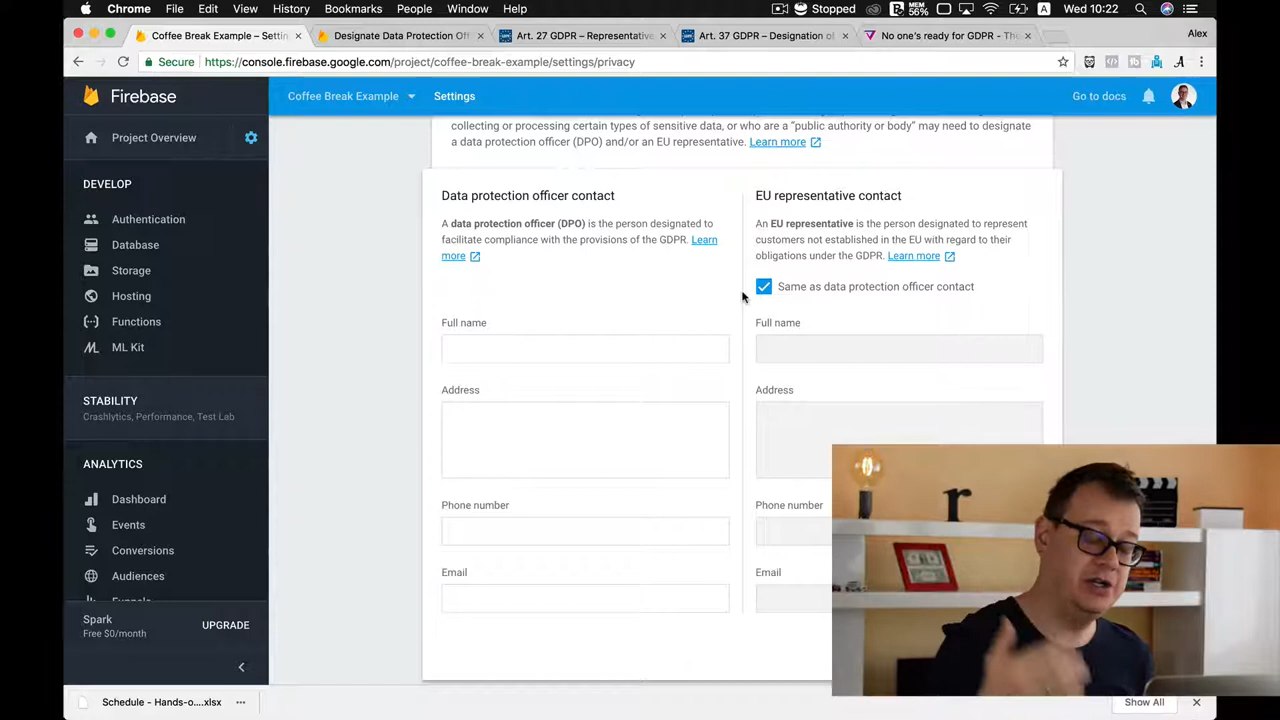 Chrome File Edit View History Bookmarks People Window Help
Stopped MEM 56% A Wed 10:22
Coffee Break Example – Settin
Designate Data Protection Off
Art. 27 GDPR – Representative
Art. 37 GDPR – Designation of
No one's ready for GDPR - The
Alex
Secure https://console.firebase.google.com/project/coffee-break-example/settings/privacy
Firebase
Coffee Break Example Settings
Go to docs
Project Overview
DEVELOP
Authentication
Database
Storage
Hosting
Functions
ML Kit
STABILITY
Crashlytics, Performance, Test Lab
ANALYTICS
Dashboard
Events
Conversions
Audiences
Funnels
Spark
Free $0/month
UPGRADE
collecting or processing certain types of sensitive data, or who are a "public authority or body" may need to designate
a data protection officer (DPO) and/or an EU representative. Learn more
Data protection officer contact
A data protection officer (DPO) is the person designated to
facilitate compliance with the provisions of the GDPR. Learn
more
Full name
Address
Phone number
Email
EU representative contact
An EU representative is the person designated to represent
customers not established in the EU with regard to their
obligations under the GDPR. Learn more
Same as data protection officer contact
Full name
Address
Phone number
Email
Schedule - Hands-o....xlsx
Show All